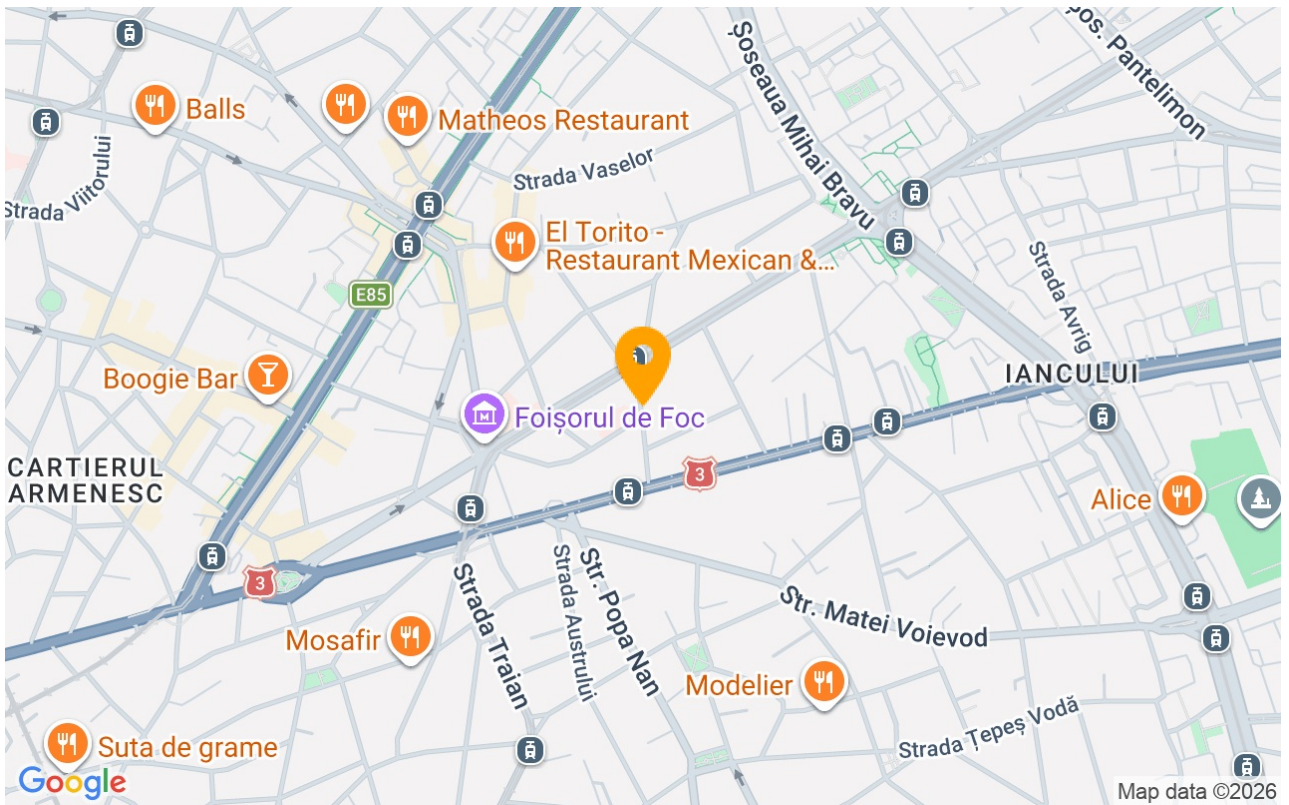 Șoseaua Mihai Bravu
Șos. Pantelimon
Balls
Matheos Restaurant
Strada Viitorului
Strada Vaselor
El Torito -
Restaurant Mexican &...
E85
Strada Avrig
IANCULUI
Boogie Bar
Foișorul de Foc
CARTIERUL
ARMENESC
3
Alice
3
Strada Traian
Strada Austrului
Str. Popa Nan
Str. Matei Voievod
Mosafir
Modelier
Strada Țepeș Vodă
Suta de grame
Google
Map data ©2026